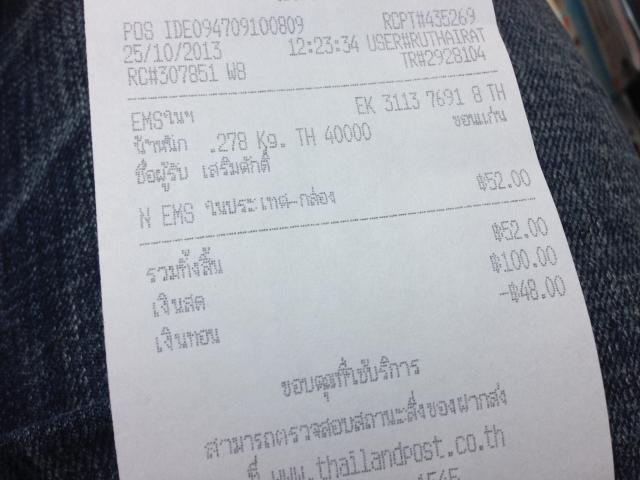 POS IDE094709100809 RCPT#435269
25/10/2013 12:23:34 USER#RUTHAIRAT
RC#307851 W8 TR#2928104
EMSในฯ EK 3113 7691 8 TH
น้ำหนัก .278 Kg. TH 40000 ขอนแก่น
ชื่อผู้รับ เสริมศักดิ์
N EMS ในประเทศ-กล่อง ฿52.00
รวมทั้งสิ้น ฿52.00
เงินสด ฿100.00
เงินทอน -฿48.00
ขอบคุณที่ใช้บริการ
สามารถตรวจสอบสถานะสิ่งของฝากส่ง
ที่ www.thailandpost.co.th
1545